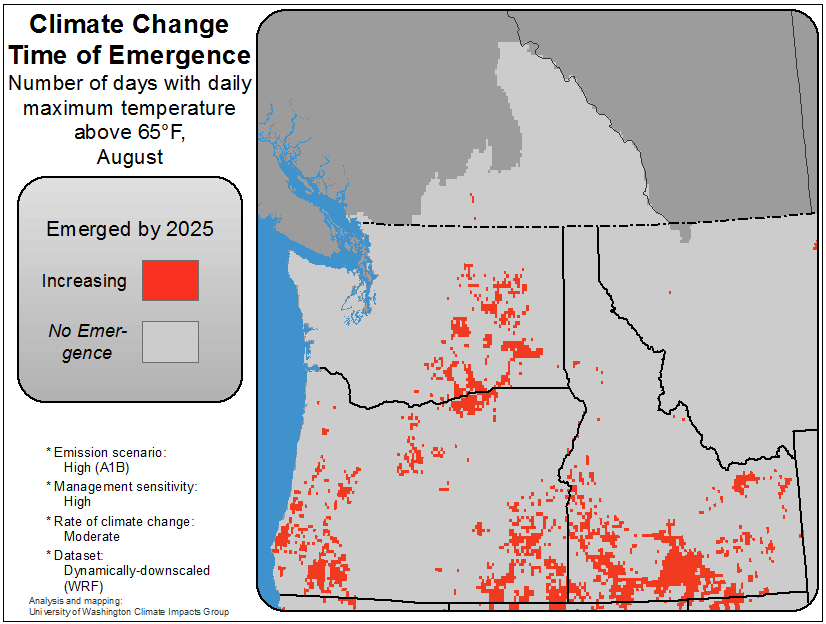 Climate Change
Time of Emergence
Number of days with daily
maximum temperature
above 65°F,
August
Emerged by 2025
Increasing
No Emer-
gence
* Emission scenario:
High (A1B)
* Management sensitivity:
High
* Rate of climate change:
Moderate
* Dataset:
Dynamically-downscaled
(WRF)
Analysis and mapping:
University of Washington Climate Impacts Group